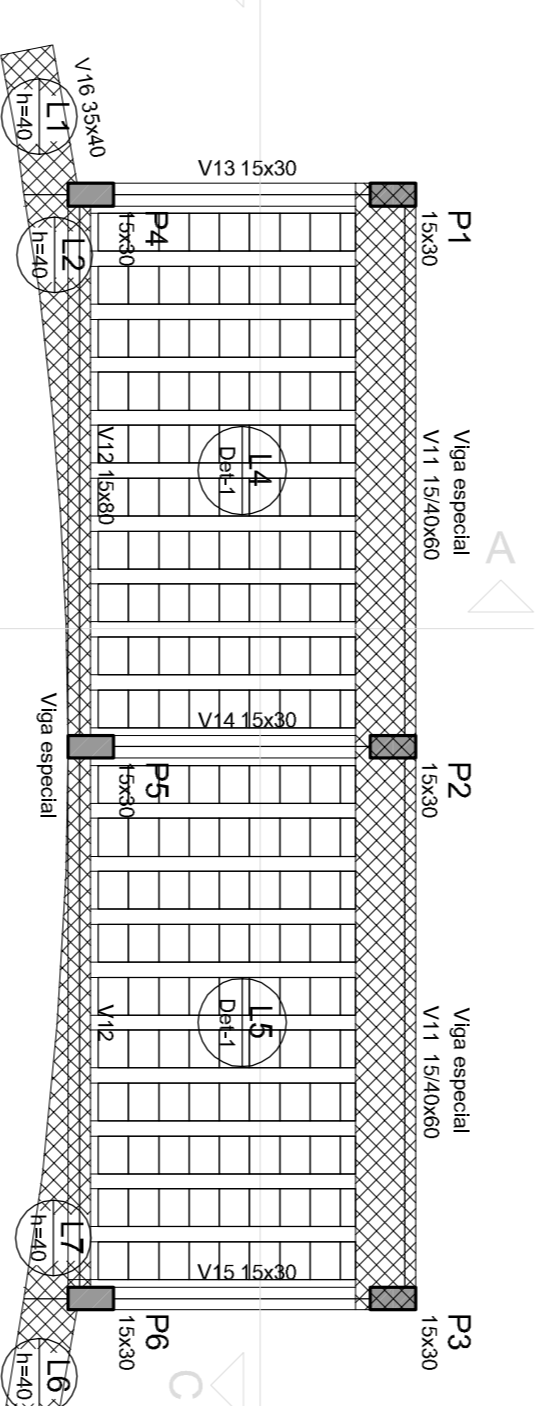 V16 35x40
L1
h=40
V13 15x30
P1
15x30
L2
h=40
P4
15x30
V12 15x80
L4
Det-1
Viga especial
V11 15/40x60
A
Viga especial
V14 15x30
P5
15x30
P2
15x30
V12
L5
Det-1
Viga especial
V11 15/40x60
L7
h=40
V15 15x30
P6
15x30
P3
15x30
L6
h=40
C